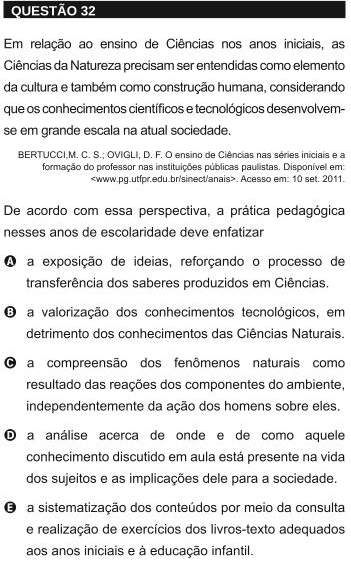 QUESTÃO 32
Em relação ao ensino de Ciências nos anos iniciais, as
Ciências da Natureza precisam ser entendidas como elemento
da cultura e também como construção humana, considerando
que os conhecimentos científicos e tecnológicos desenvolvem-
se em grande escala na atual sociedade.
BERTUCCI,M. C. S.; OVIGLI, D. F. O ensino de Ciências nas séries iniciais e a
formação do professor nas instituições públicas paulistas. Disponível em:
<www.pg.utfpr.edu.br/sinect/anais>. Acesso em: 10 set. 2011.
De acordo com essa perspectiva, a prática pedagógica
nesses anos de escolaridade deve enfatizar
A a exposição de ideias, reforçando o processo de
transferência dos saberes produzidos em Ciências.
B a valorização dos conhecimentos tecnológicos, em
detrimento dos conhecimentos das Ciências Naturais.
C a compreensão dos fenômenos naturais como
resultado das reações dos componentes do ambiente,
independentemente da ação dos homens sobre eles.
D a análise acerca de onde e de como aquele
conhecimento discutido em aula está presente na vida
dos sujeitos e as implicações dele para a sociedade.
E a sistematização dos conteúdos por meio da consulta
e realização de exercícios dos livros-texto adequados
aos anos iniciais e à educação infantil.